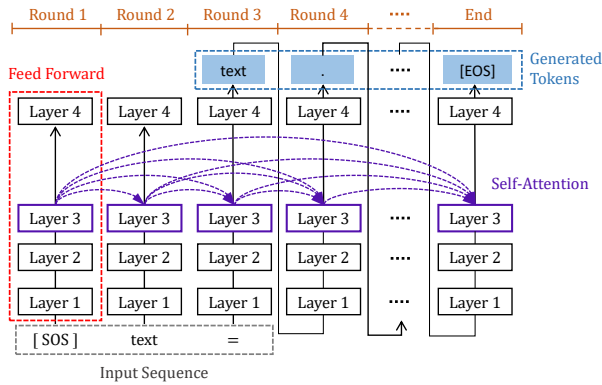 Round 1 Round 2 Round 3 Round 4 ···· End
Generated
Tokens
text . ···· [EOS]
Feed Forward
Layer 4 Layer 4 Layer 4 Layer 4 ···· Layer 4
Self-Attention
Layer 3 Layer 3 Layer 3 Layer 3 ···· Layer 3
Layer 2 Layer 2 Layer 2 Layer 2 ···· Layer 2
Layer 1 Layer 1 Layer 1 Layer 1 ···· Layer 1
[ SOS ] text =
Input Sequence